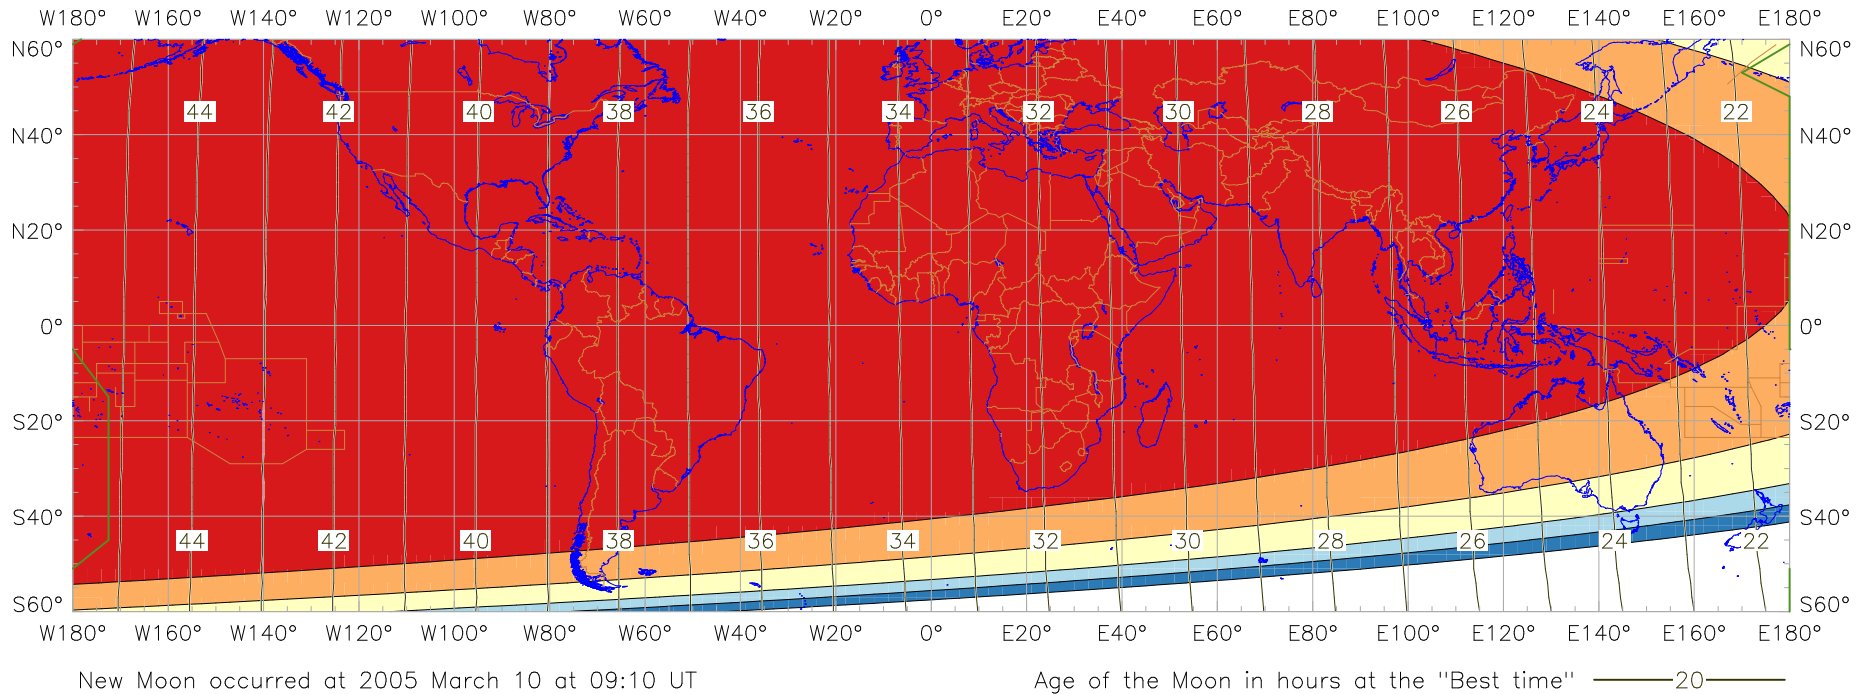 W180° W160° W140° W120° W100° W80° W60° W40° W20° 0° E20° E40° E60° E80° E100° E120° E140° E160° E180°
N60° N60°
44 42 40 38 36 34 32 30 28 26 24 22
N40° N40°
N20° N20°
0° 0°
S20° S20°
S40° S40°
44 42 40 38 36 34 32 30 28 26 24 22
S60° S60°
W180° W160° W140° W120° W100° W80° W60° W40° W20° 0° E20° E40° E60° E80° E100° E120° E140° E160° E180°
New Moon occurred at 2005 March 10 at 09:10 UT Age of the Moon in hours at the "Best time" 20